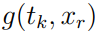 g(t_k, x_r)